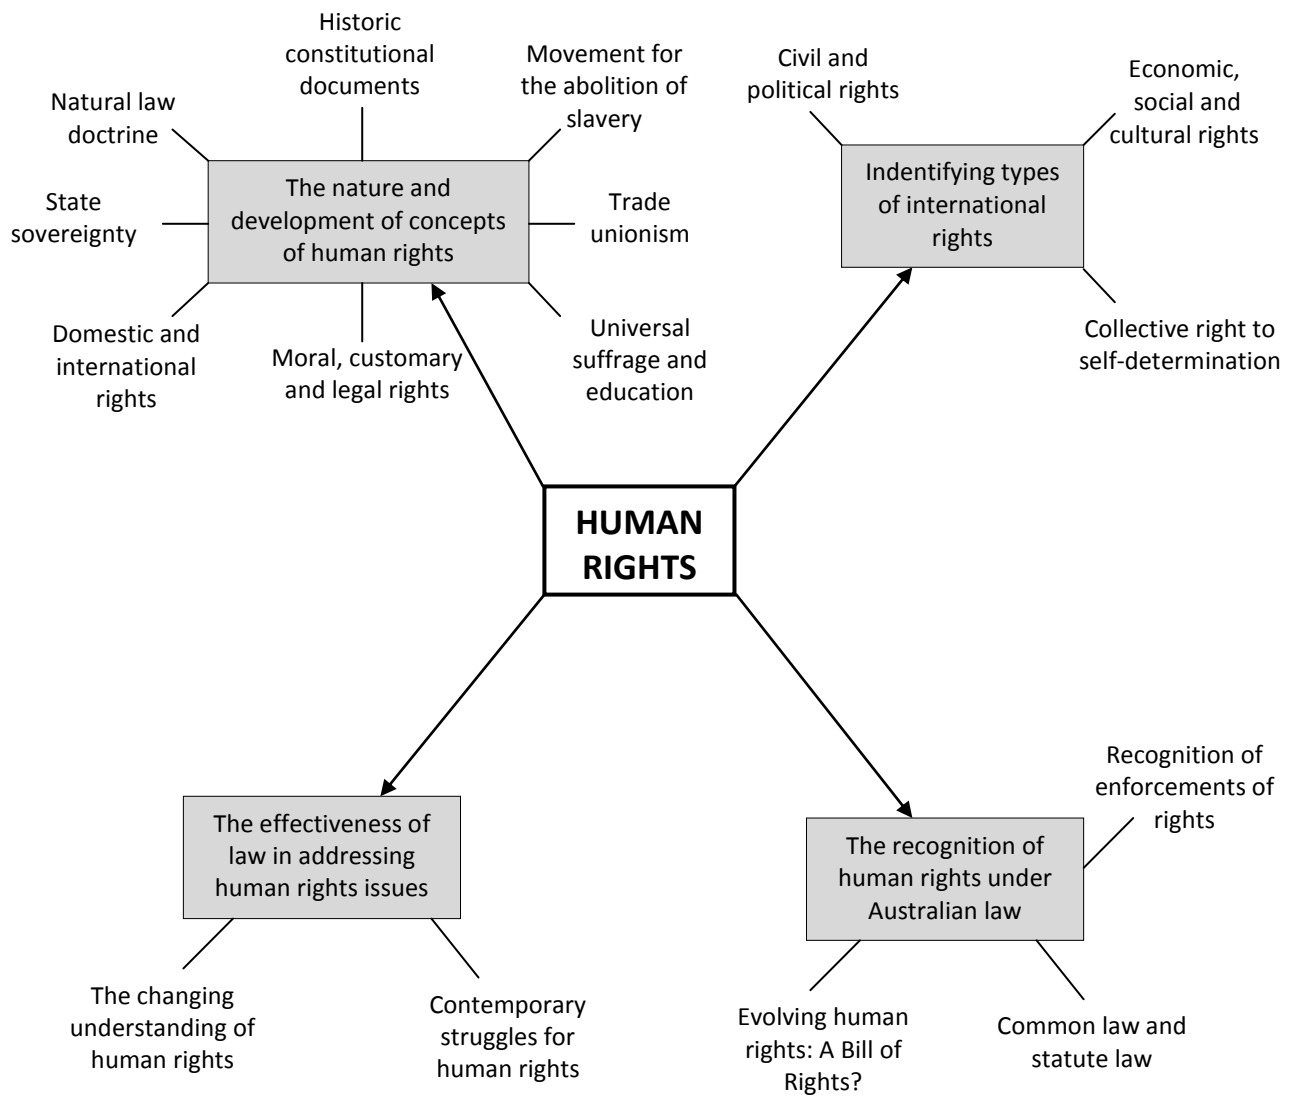 Historic
constitutional
documents
Movement for
the abolition of
slavery
Natural law
doctrine
State
sovereignty
The nature and
development of concepts
of human rights
Trade
unionism
Domestic and
international
rights
Moral, customary
and legal rights
Universal
suffrage and
education
Civil and
political rights
Economic,
social and
cultural rights
Indentifying types
of international
rights
Collective right to
self-determination
HUMAN
RIGHTS
The effectiveness of
law in addressing
human rights issues
The changing
understanding of
human rights
Contemporary
struggles for
human rights
Recognition of
enforcements of
rights
The recognition of
human rights under
Australian law
Evolving human
rights: A Bill of
Rights?
Common law and
statute law